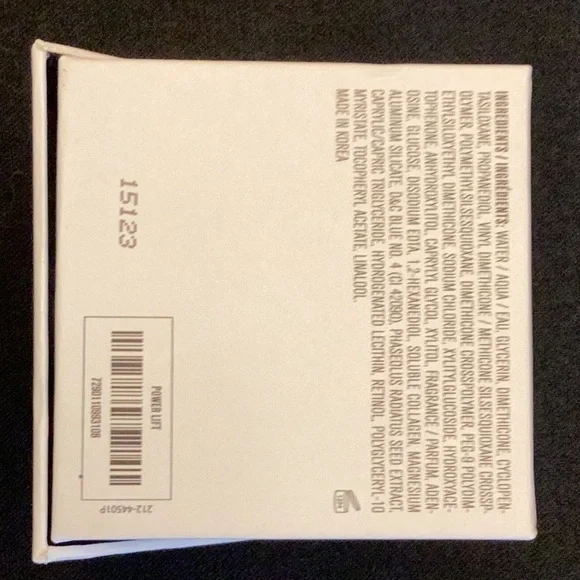 INGREDIENTS / INGRÉDIENTS: WATER / AQUA / EAU, GLYCERIN, DIMETHICONE, CYCLOPEN-
TASILOXANE, PROPANEDIOL, VINYL DIMETHICONE / METHICONE SILSESQUIOXANE CROSSP-
OLYMER, POLYMETHYLSILSESQUIOXANE, DIMETHICONE CROSSPOLYMER, PEG-9 POLYDIM-
ETHYLSILOXYETHYL DIMETHICONE, SODIUM CHLORIDE, XYLITYLGLUCOSIDE, HYDROXYACE-
TOPHENONE, ANHYDROXYLITOL, CAPRYLYL GLYCOL, XYLITOL, FRAGRANCE / PARFUM, ADEN-
OSINE, GLUCOSE, DISODIUM EDTA, 1,2-HEXANEDIOL, SOLUBLE COLLAGEN, MAGNESIUM
ALUMINUM SILICATE, D&C BLUE NO. 4 (CI 42090), PHASEOLUS RADIATUS SEED EXTRACT,
CAPRYLIC/CAPRIC TRIGLYCERIDE, HYDROGENATED LECITHIN, RETINOL, POLYGLYCERYL-10
MYRISTATE, TOCOPHERYL ACETATE, LINALOOL.
MADE IN KOREA
15123
POWER LIFT
7290110993108
212-44501P